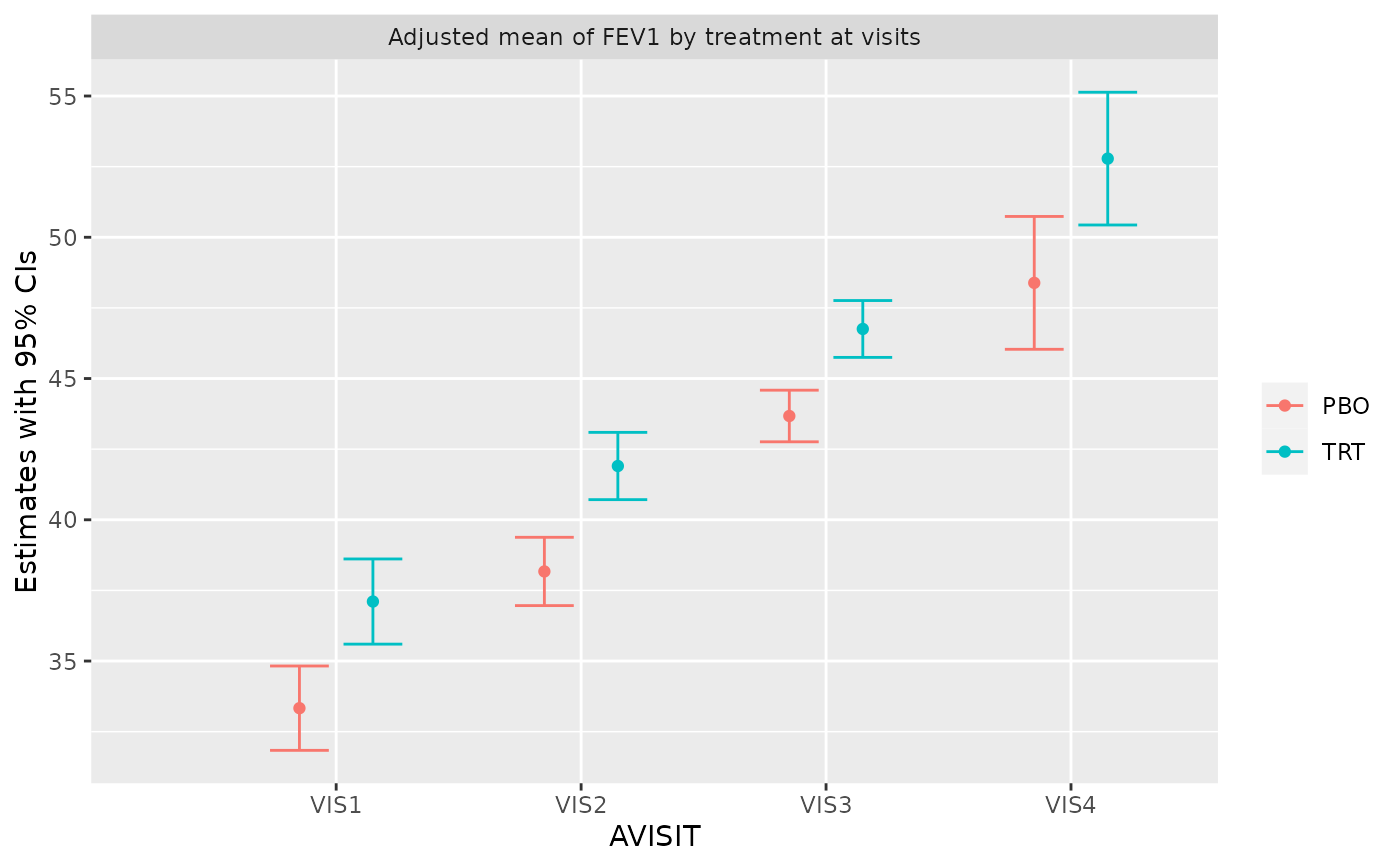 Adjusted mean of FEV1 by treatment at visits
Estimates with 95% CIs
55
50
45
40
35
VIS1 VIS2 VIS3 VIS4
AVISIT
PBO
TRT